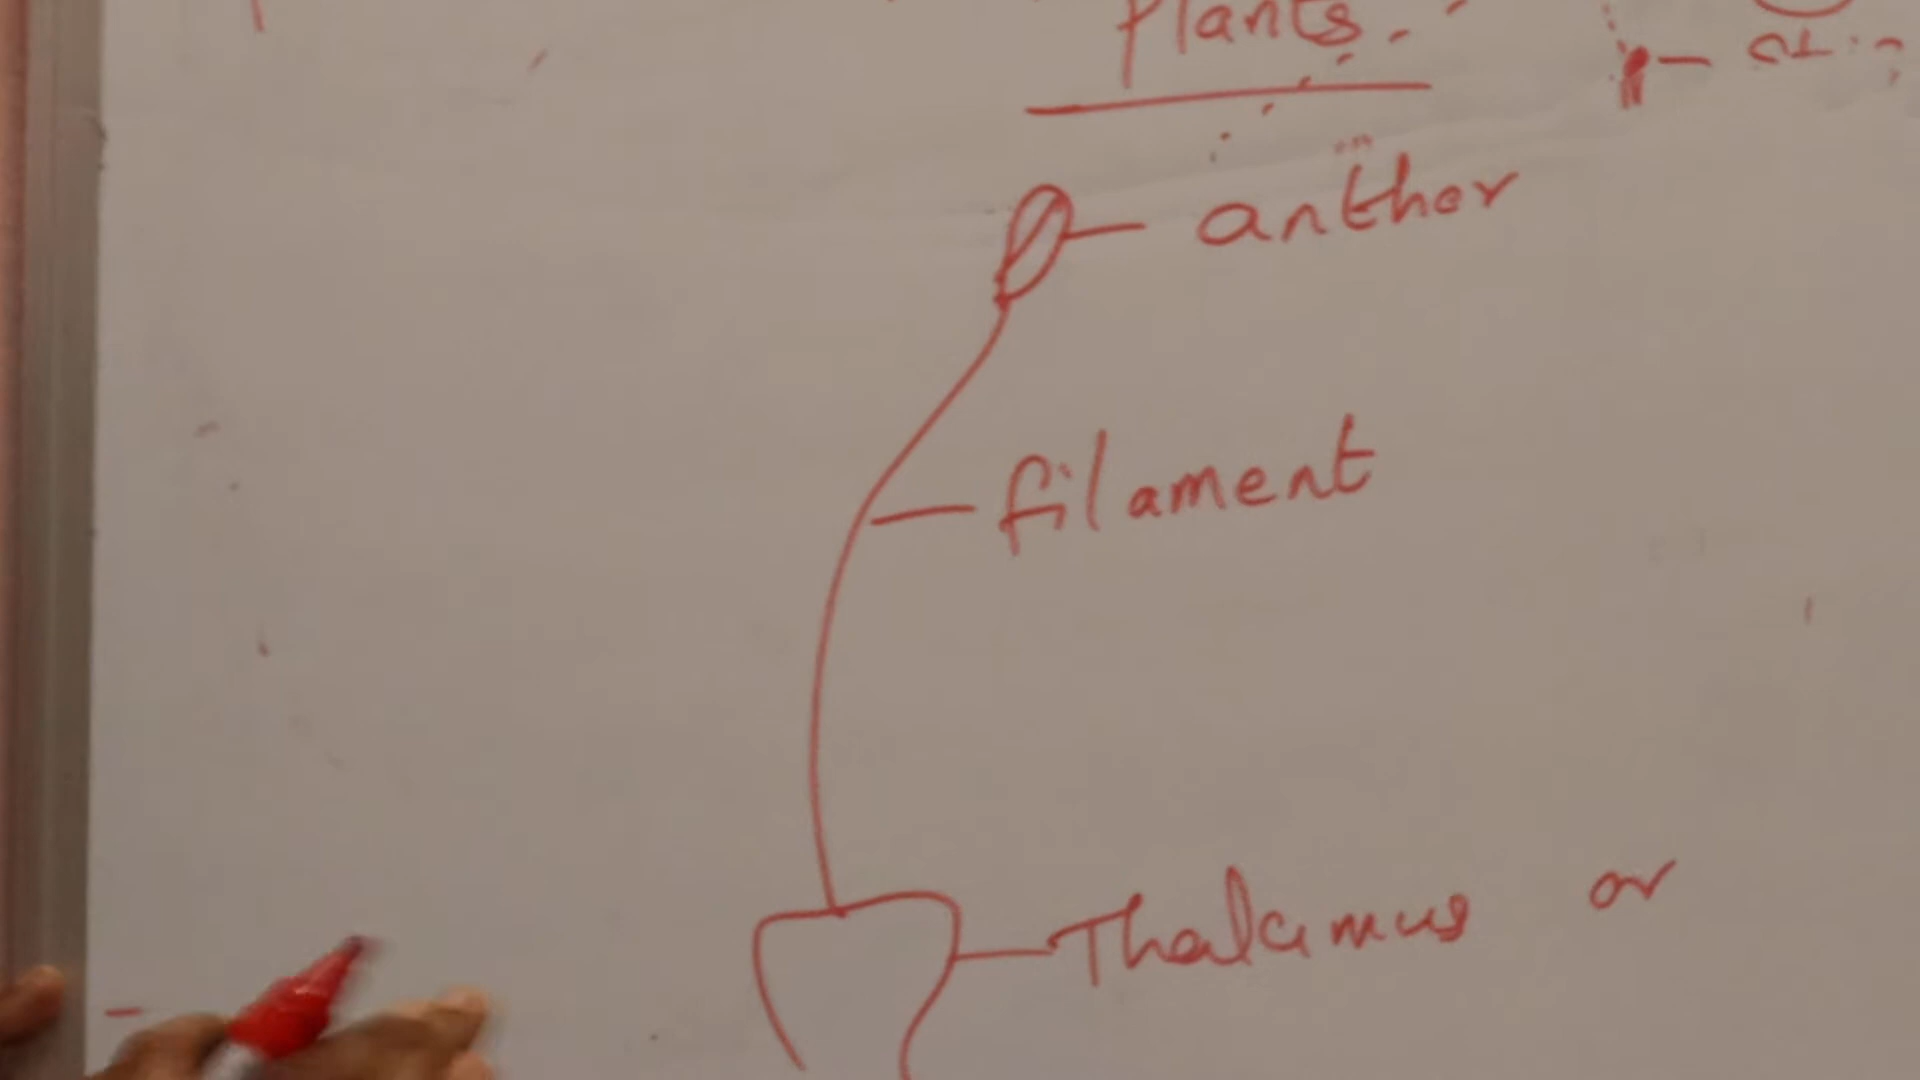 Plants.
anther
filament
Thalamus or